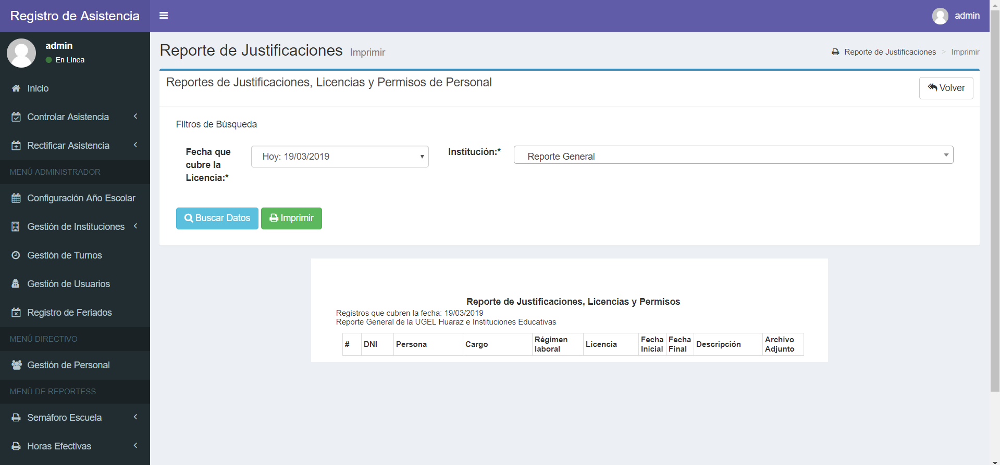 Registro de Asistencia
admin
admin
En Línea
Inicio
Controlar Asistencia
Rectificar Asistencia
MENÚ ADMINISTRADOR
Configuración Año Escolar
Gestión de Instituciones
Gestión de Turnos
Gestión de Usuarios
Registro de Feriados
MENÚ DIRECTIVO
Gestión de Personal
MENÚ DE REPORTESS
Semáforo Escuela
Horas Efectivas
Reporte de Justificaciones Imprimir
Reporte de Justificaciones > Imprimir
Reportes de Justificaciones, Licencias y Permisos de Personal
Volver
Filtros de Búsqueda
Fecha que
cubre la
Licencia:*
Hoy: 19/03/2019
Institución:*
Reporte General
Buscar Datos
Imprimir
Reporte de Justificaciones, Licencias y Permisos
Registros que cubren la fecha: 19/03/2019
Reporte General de la UGEL Huaraz e Instituciones Educativas
# DNI Persona Cargo Régimen laboral Licencia Fecha Inicial Fecha Final Descripción Archivo Adjunto